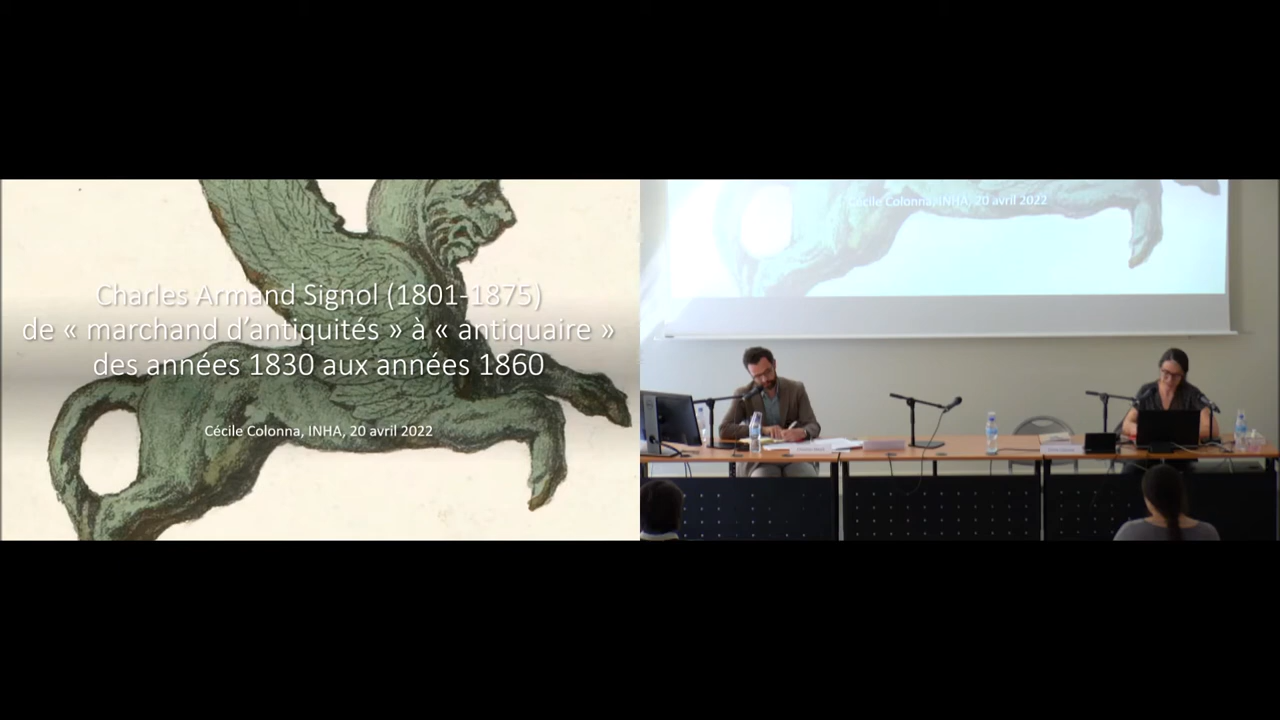 Charles Armand Signol (1801-1875)
de « marchand d’antiquités » à « antiquaire »
des années 1830 aux années 1860
Cécile Colonna, INHA, 20 avril 2022
Cécile Colonna, INHA, 20 avril 2022